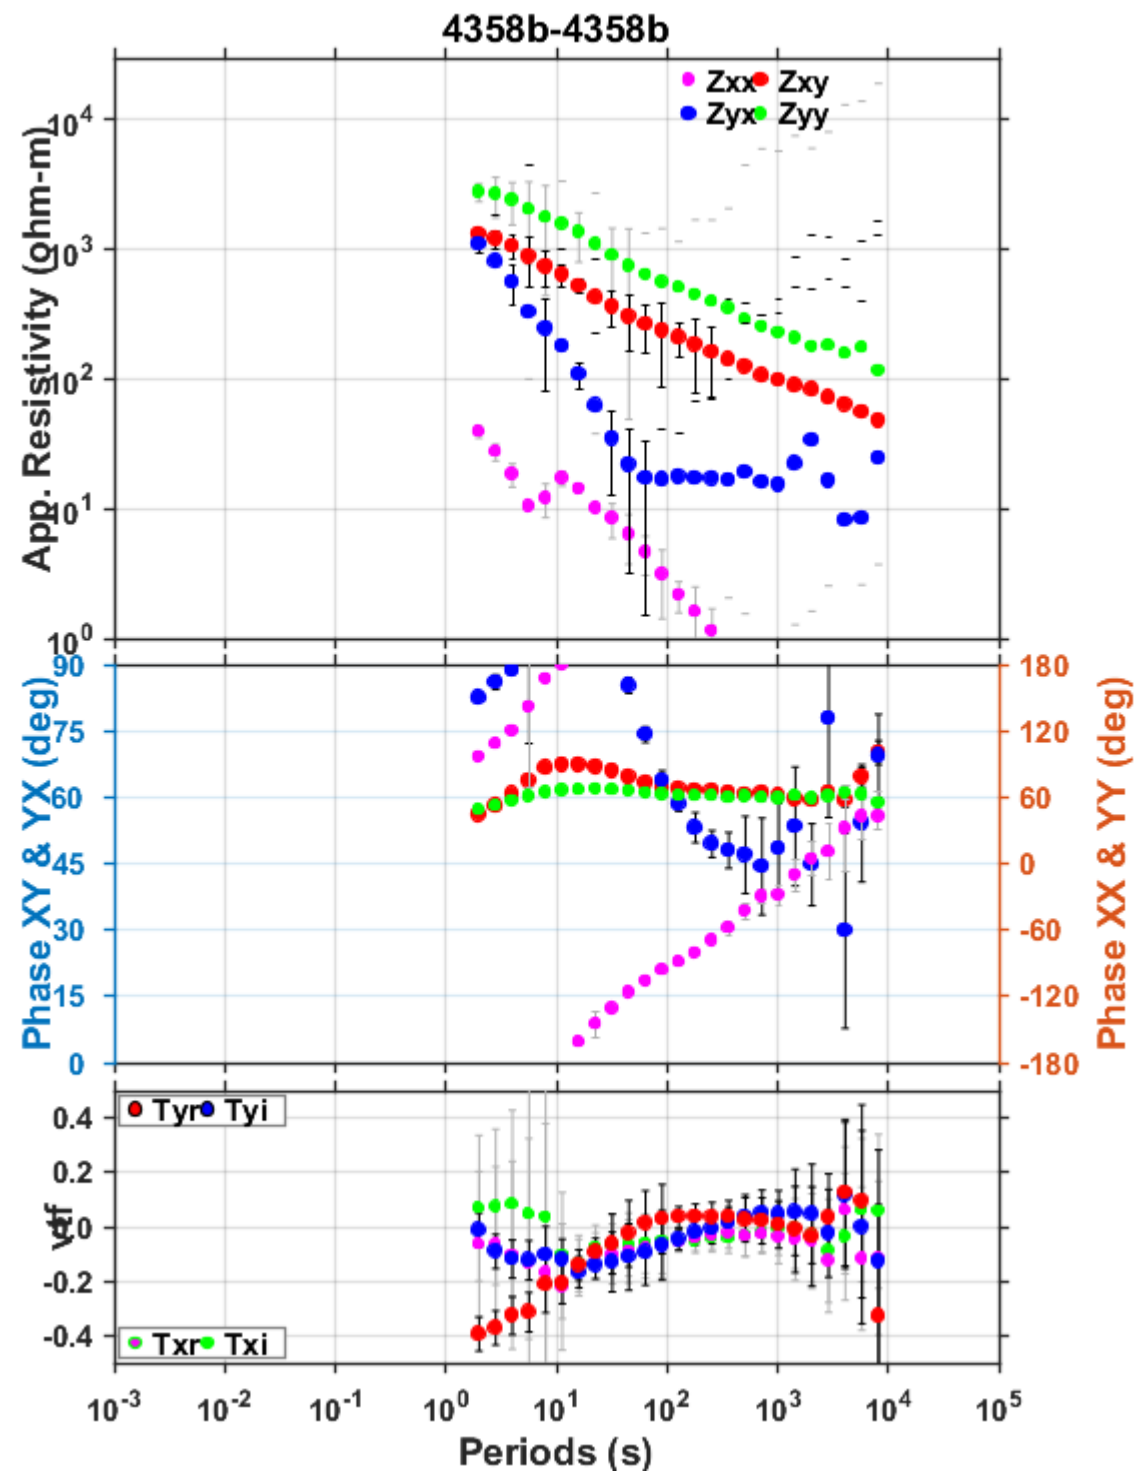 4358b-4358b
Zxx Zxy
Zyx Zyy
App. Resistivity (ohm-m)
10^4
10^3
10^2
10^1
10^0
Phase XY & YX (deg)
90
75
60
45
30
15
0
180
120
60
0
-60
-120
-180
Phase XX & YY (deg)
Tyr Tyi
vtf
0.4
0.2
0.0
-0.2
-0.4
Txr Txi
10^-3 10^-2 10^-1 10^0 10^1 10^2 10^3 10^4 10^5
Periods (s)